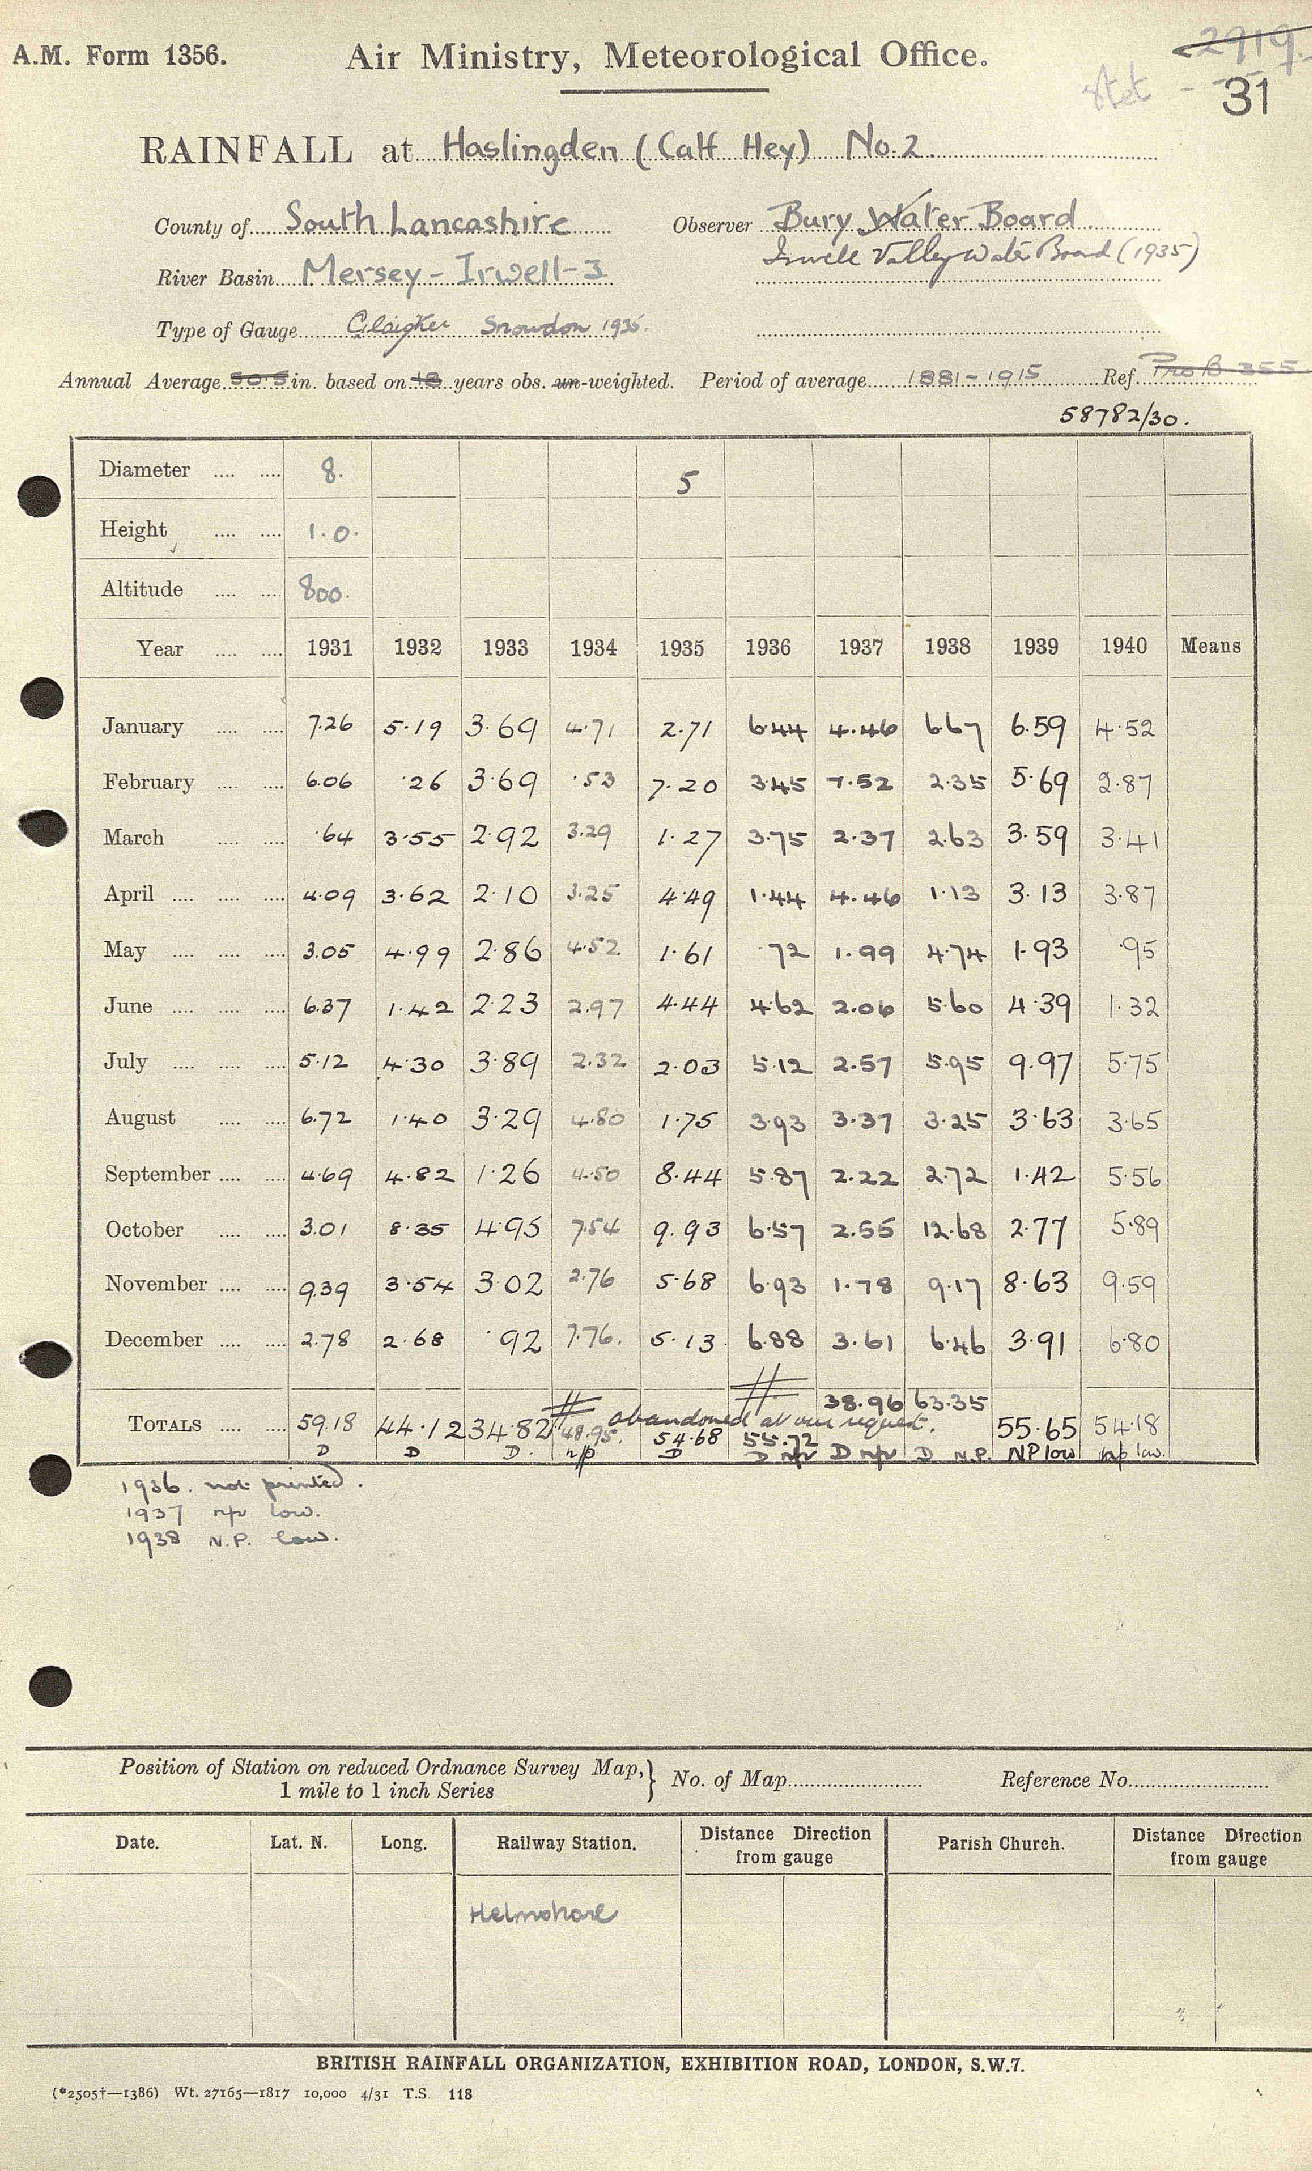 2919.
A.M. Form 1356. Air Ministry, Meteorological Office.
Stet - 31
RAINFALL at Haslingden (Calf Hey) No. 2.
County of South Lancashire Observer Bury Water Board
Irwell Valley Water Board (1935)
River Basin Mersey - Irwell - 3
Type of Gauge Glaisher Snowdon 1935.
Annual Average 50.5 in. based on 18 years obs. un-weighted. Period of average 1881-1915 Ref. Pro B 355
58782/30.
Diameter 8. 5
Height 1.0.
Altitude 800.
Year 1931 1932 1933 1934 1935 1936 1937 1938 1939 1940 Means
January 7.26 5.19 3.69 4.71 2.71 6.44 4.46 6.67 6.59 4.52
February 6.06 .26 3.69 .53 7.20 3.45 7.52 2.35 5.69 2.87
March .64 3.55 2.92 3.29 1.27 3.75 2.37 2.63 3.59 3.41
April 4.09 3.62 2.10 3.25 4.49 1.44 4.46 1.13 3.13 3.87
May 3.05 4.99 2.86 4.52 1.61 .72 1.99 4.74 1.93 .95
June 6.37 1.42 2.23 2.97 4.44 4.62 2.06 5.60 4.39 1.32
July 5.12 4.30 3.89 2.32 2.03 5.12 2.57 5.95 9.97 5.75
August 6.72 1.40 3.29 4.80 1.75 3.93 3.37 3.25 3.63 3.65
September 4.69 4.82 1.26 4.50 8.44 5.87 2.22 2.72 1.42 5.56
October 3.01 8.35 4.95 7.54 9.93 6.57 2.55 12.68 2.77 5.89
November 9.39 3.54 3.02 2.76 5.68 6.93 1.78 9.17 8.63 9.59
December 2.78 2.68 .92 7.76. 5.13 6.88 3.61 6.46 3.91 6.80
38.96 63.35
abandoned at our request.
TOTALS 59.18 44.12 34.82 48.95. 54.68 55.72 55.65 54.18
D D D. n/p D D np D np D N.P. NP low np low.
1936. not printed.
1937 np low.
1938 N.P. low.
Position of Station on reduced Ordnance Survey Map, } No. of Map Reference No.
1 mile to 1 inch Series
Date. Lat. N. Long. Railway Station. Distance Direction from gauge Parish Church. Distance Direction from gauge
Helmshore
BRITISH RAINFALL ORGANIZATION, EXHIBITION ROAD, LONDON, S.W.7.
(*2505†—1386) Wt. 27165—1817 10,000 4/31 T.S. 118